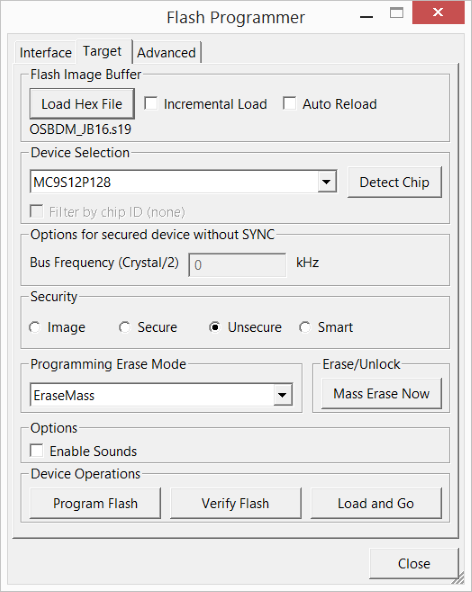 Flash Programmer
Interface Target Advanced
Flash Image Buffer
Load Hex File Incremental Load Auto Reload
OSBDM_JB16.s19
Device Selection
MC9S12P128 Detect Chip
Filter by chip ID (none)
Options for secured device without SYNC
Bus Frequency (Crystal/2) 0 kHz
Security
Image Secure Unsecure Smart
Programming Erase Mode Erase/Unlock
EraseMass Mass Erase Now
Options
Enable Sounds
Device Operations
Program Flash Verify Flash Load and Go
Close